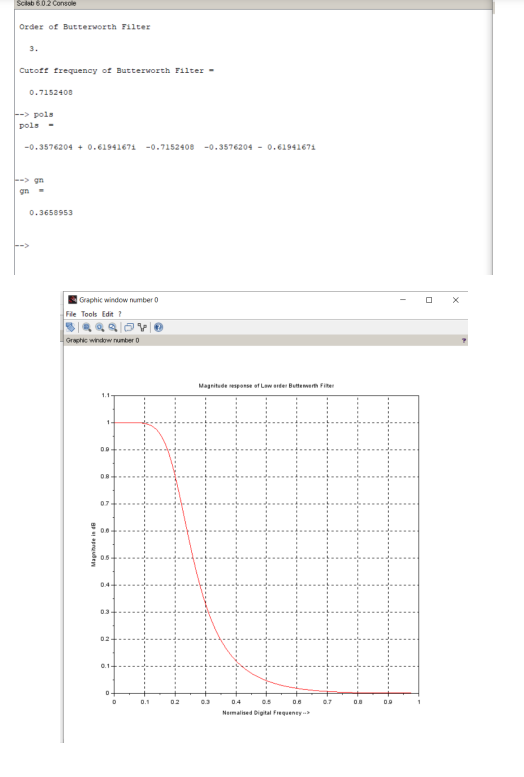 Scilab 6.0.2 Console
Order of Butterworth Filter
3.
Cutoff frequency of Butterworth Filter =
0.7152408
--> pols
pols =
-0.3576204 + 0.6194167i -0.7152408 -0.3576204 - 0.6194167i
--> gn
gn =
0.3658953
-->
Graphic window number 0
File Tools Edit ?
Graphic window number 0
?
Magnitude response of Low order Butterworth Filter
1.1
1
0.9
0.8
0.7
0.6
0.5
0.4
0.3
0.2
0.1
0
Magnitude in dB
0 0.1 0.2 0.3 0.4 0.5 0.6 0.7 0.8 0.9 1
Normalised Digital Frequency-->